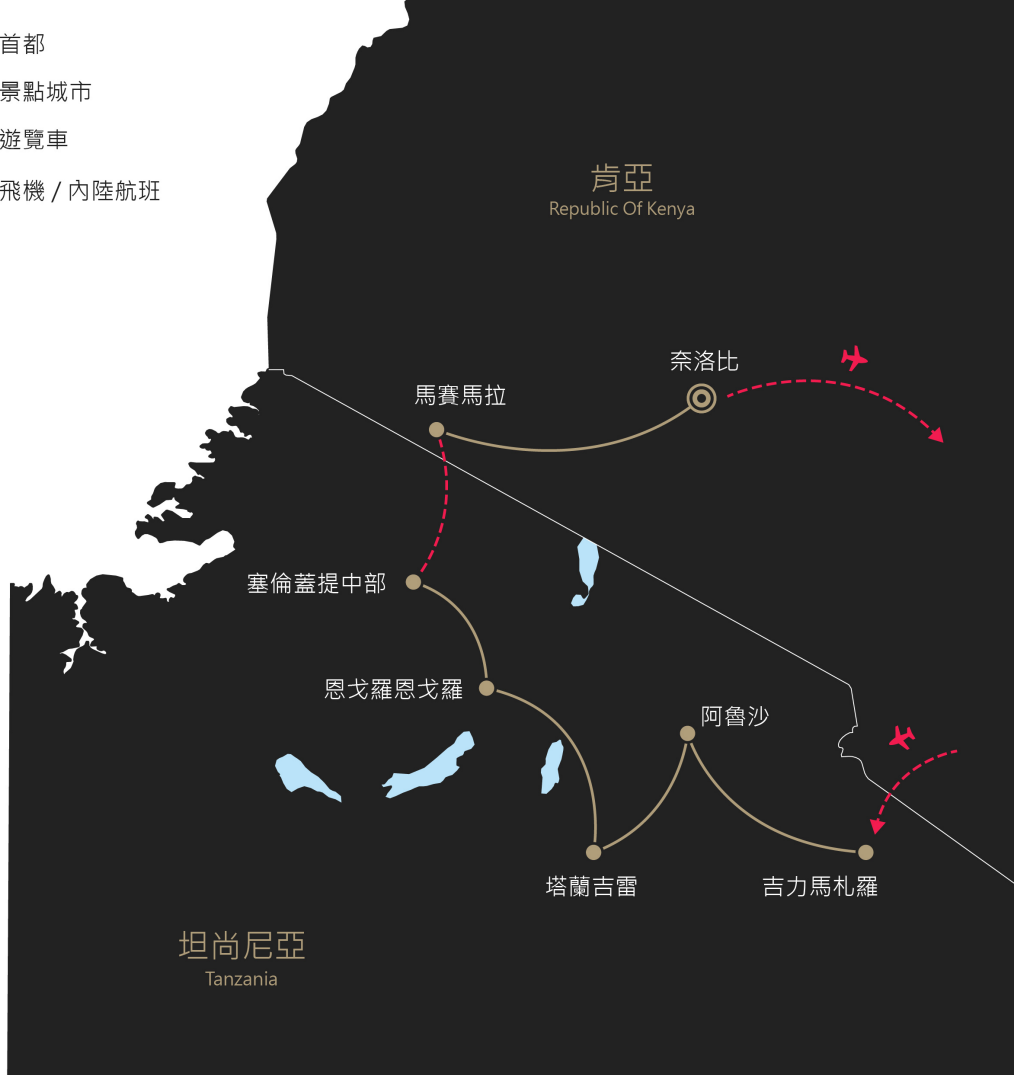 首都
景點城市
遊覽車
飛機 / 內陸航班
肯亞
Republic Of Kenya
奈洛比
馬賽馬拉
塞倫蓋提中部
恩戈羅恩戈羅
阿魯沙
塔蘭吉雷
吉力馬札羅
坦尚尼亞
Tanzania